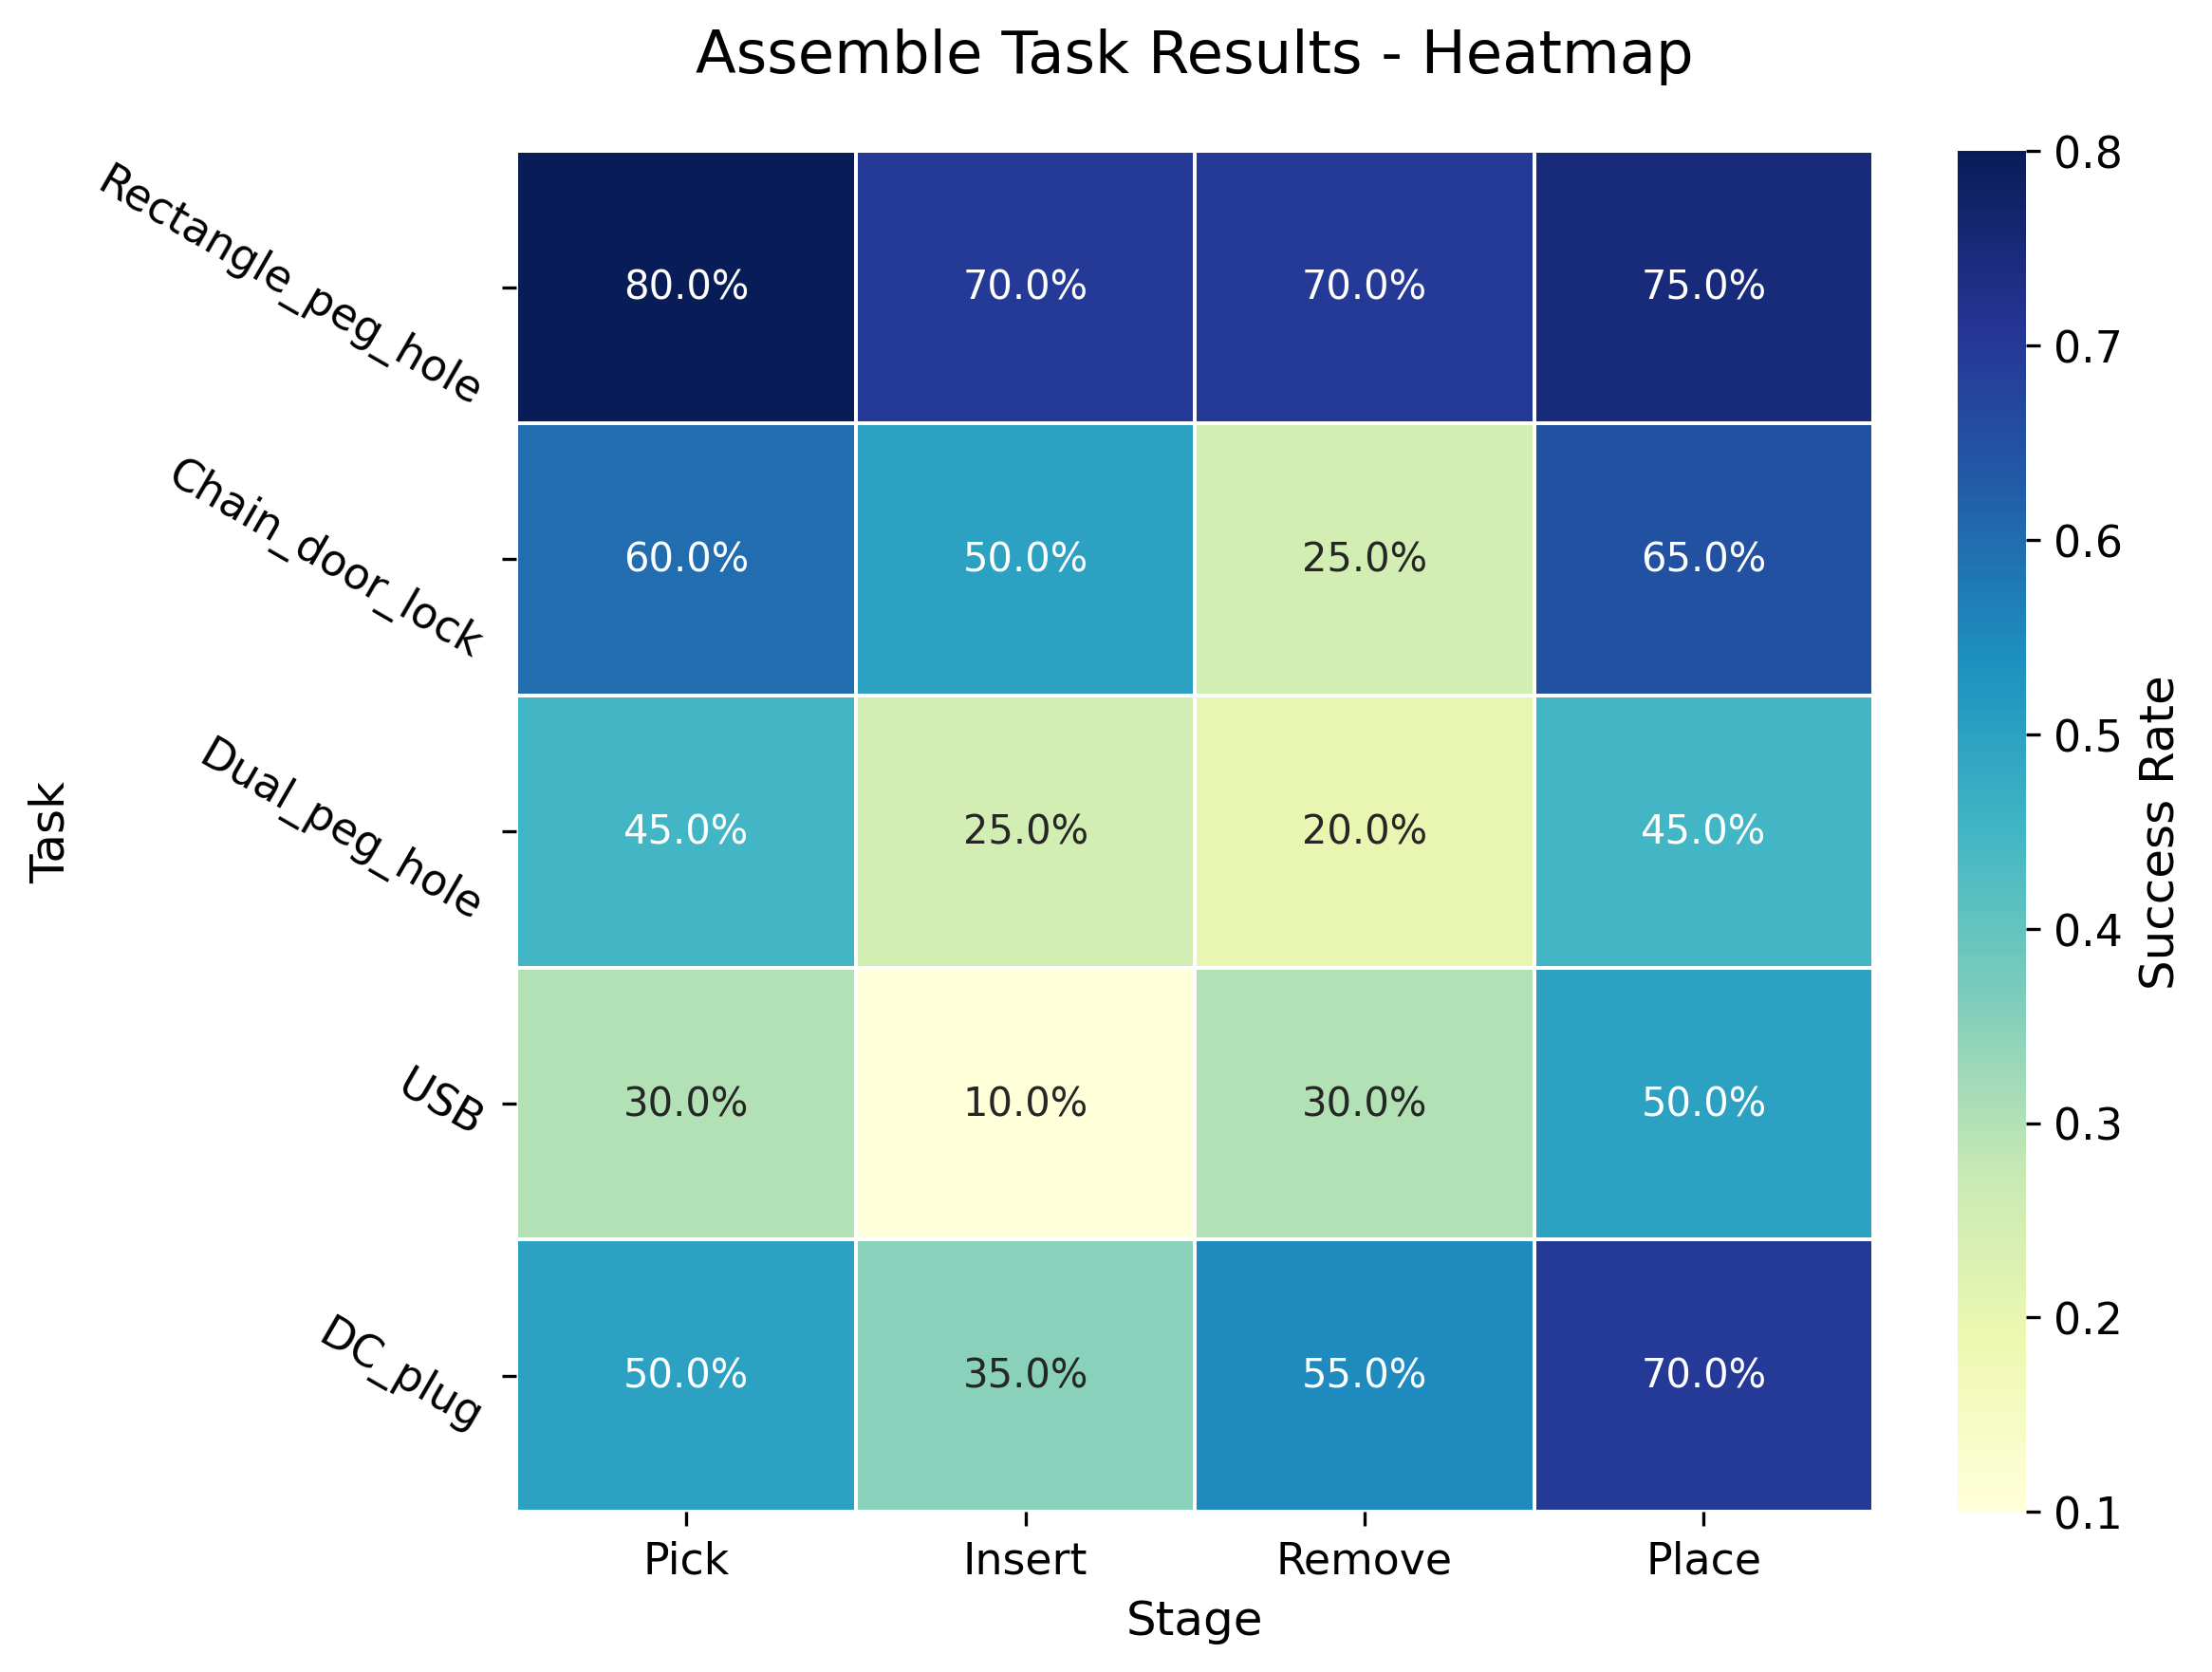 Assemble Task Results - Heatmap
Rectangle_peg_hole
80.0% 70.0% 70.0% 75.0%
Chain_door_lock
60.0% 50.0% 25.0% 65.0%
Dual_peg_hole
45.0% 25.0% 20.0% 45.0%
USB
30.0% 10.0% 30.0% 50.0%
DC_plug
50.0% 35.0% 55.0% 70.0%
Pick Insert Remove Place
Stage
Task
0.8
0.7
0.6
0.5
0.4
0.3
0.2
0.1
Success Rate